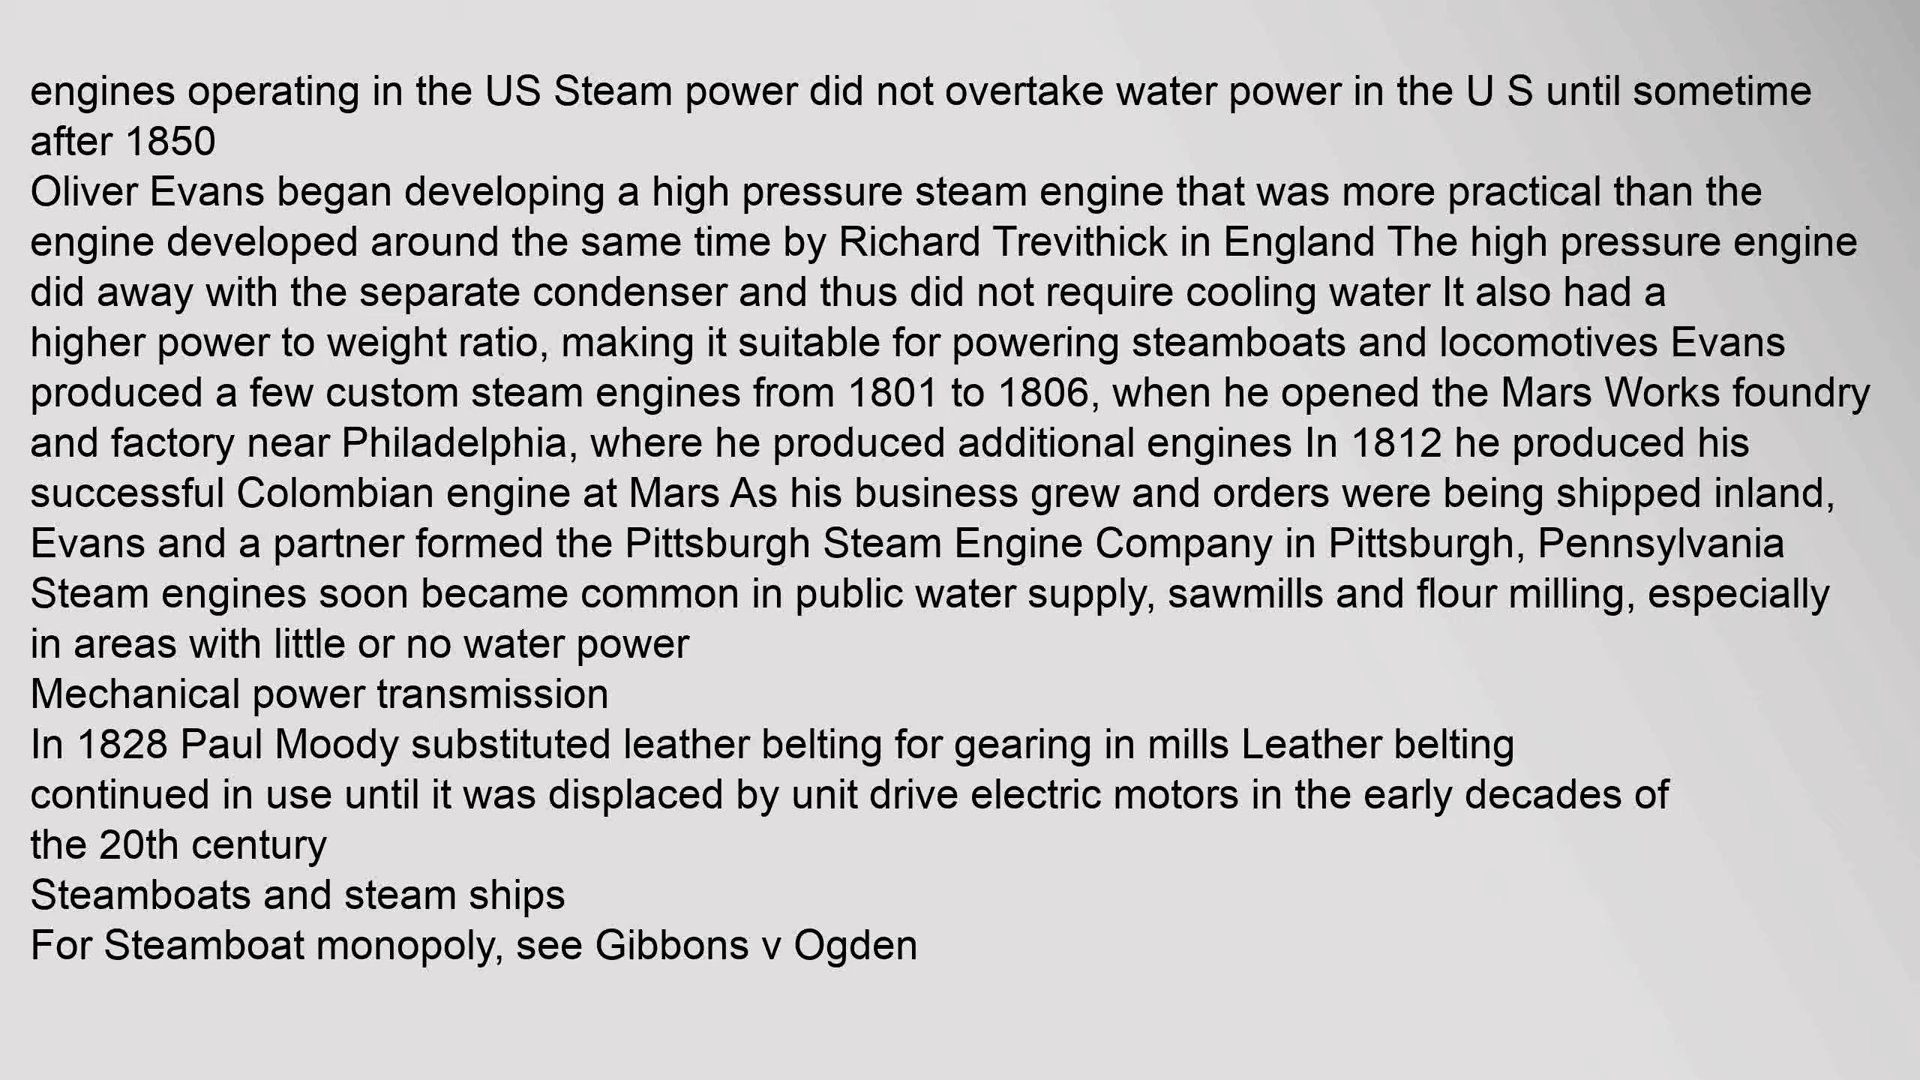 engines operating in the US Steam power did not overtake water power in the U S until sometime
after 1850
Oliver Evans began developing a high pressure steam engine that was more practical than the
engine developed around the same time by Richard Trevithick in England The high pressure engine
did away with the separate condenser and thus did not require cooling water It also had a
higher power to weight ratio, making it suitable for powering steamboats and locomotives Evans
produced a few custom steam engines from 1801 to 1806, when he opened the Mars Works foundry
and factory near Philadelphia, where he produced additional engines In 1812 he produced his
successful Colombian engine at Mars As his business grew and orders were being shipped inland,
Evans and a partner formed the Pittsburgh Steam Engine Company in Pittsburgh, Pennsylvania
Steam engines soon became common in public water supply, sawmills and flour milling, especially
in areas with little or no water power
Mechanical power transmission
In 1828 Paul Moody substituted leather belting for gearing in mills Leather belting
continued in use until it was displaced by unit drive electric motors in the early decades of
the 20th century
Steamboats and steam ships
For Steamboat monopoly, see Gibbons v Ogden